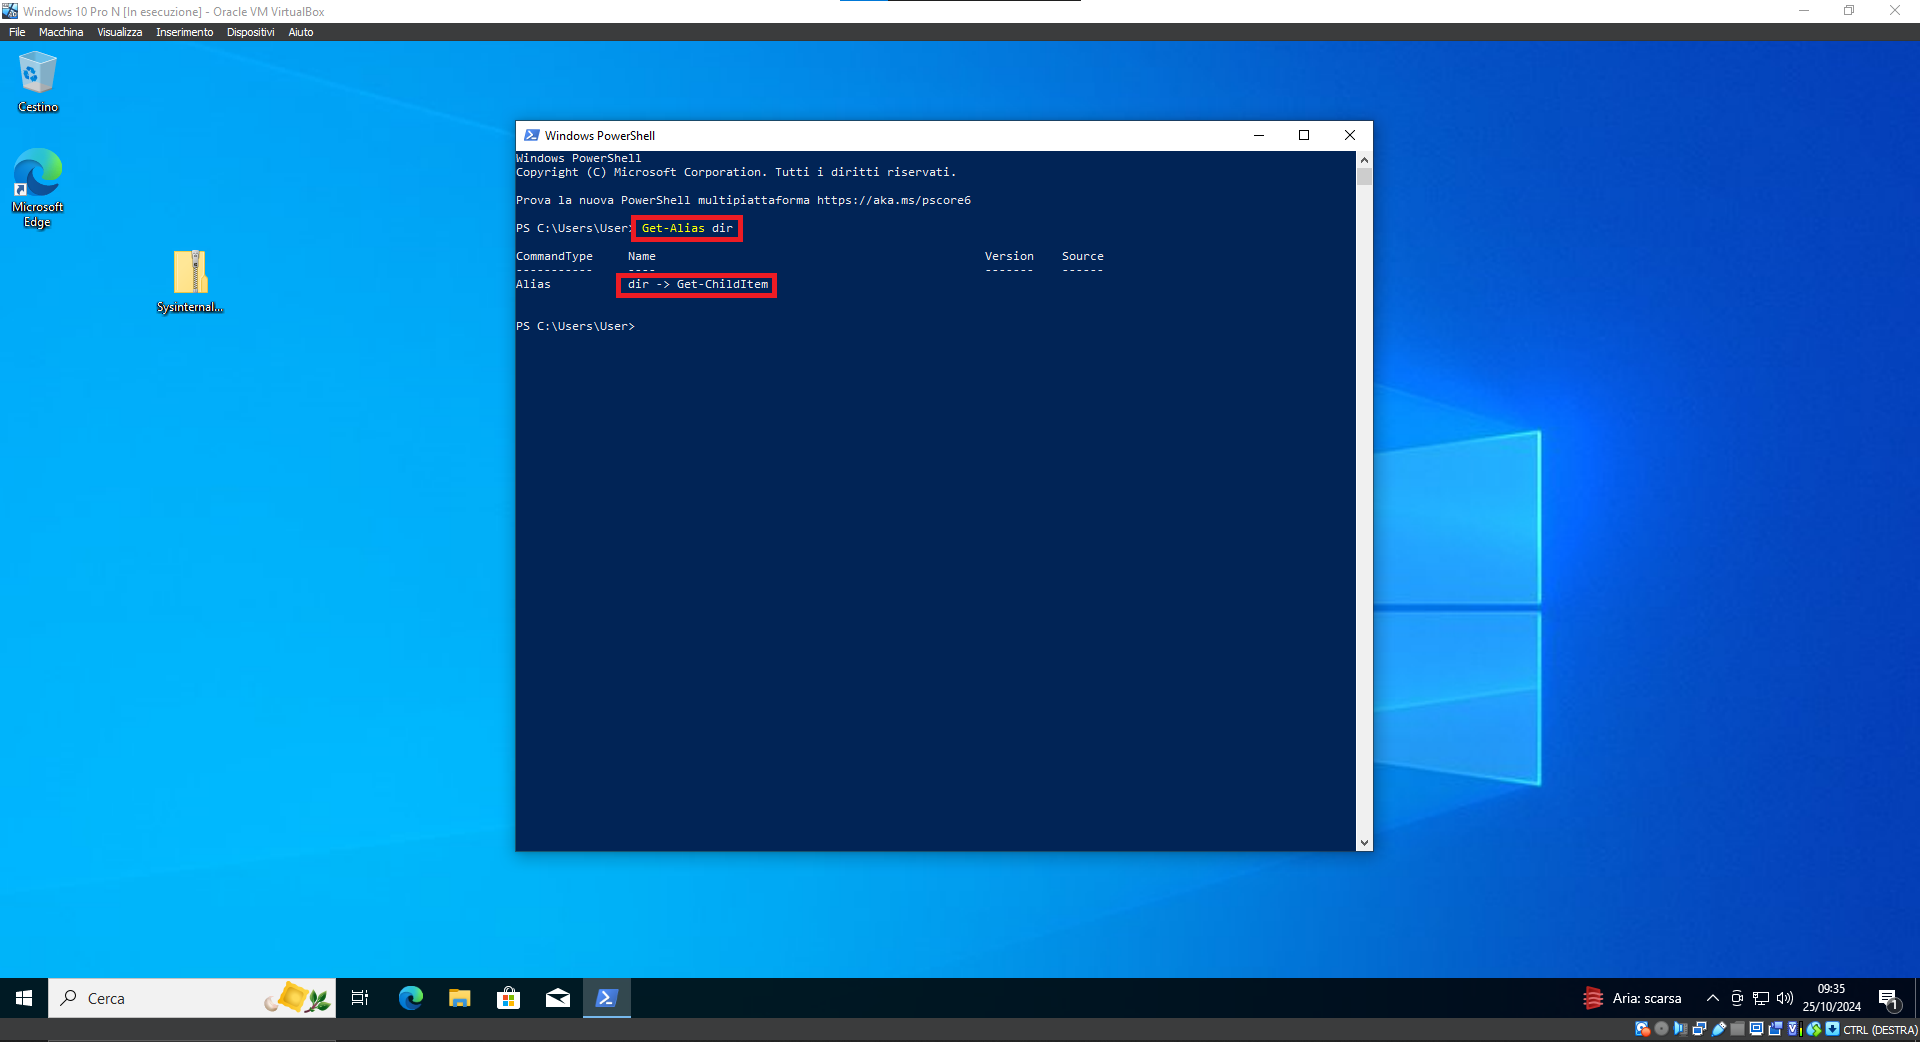 Windows 10 Pro N [In esecuzione] - Oracle VM VirtualBox
File Macchina Visualizza Inserimento Dispositivi Aiuto
Cestino
Microsoft
Edge
Sysinternal...
Windows PowerShell
Windows PowerShell
Copyright (C) Microsoft Corporation. Tutti i diritti riservati.
Prova la nuova PowerShell multipiattaforma https://aka.ms/pscore6
PS C:\Users\User> Get-Alias dir
CommandType Name Version Source
----------- ---- ------- ------
Alias dir -> Get-ChildItem
PS C:\Users\User>
Cerca
Aria: scarsa
09:35
25/10/2024
1
CTRL (DESTRA)